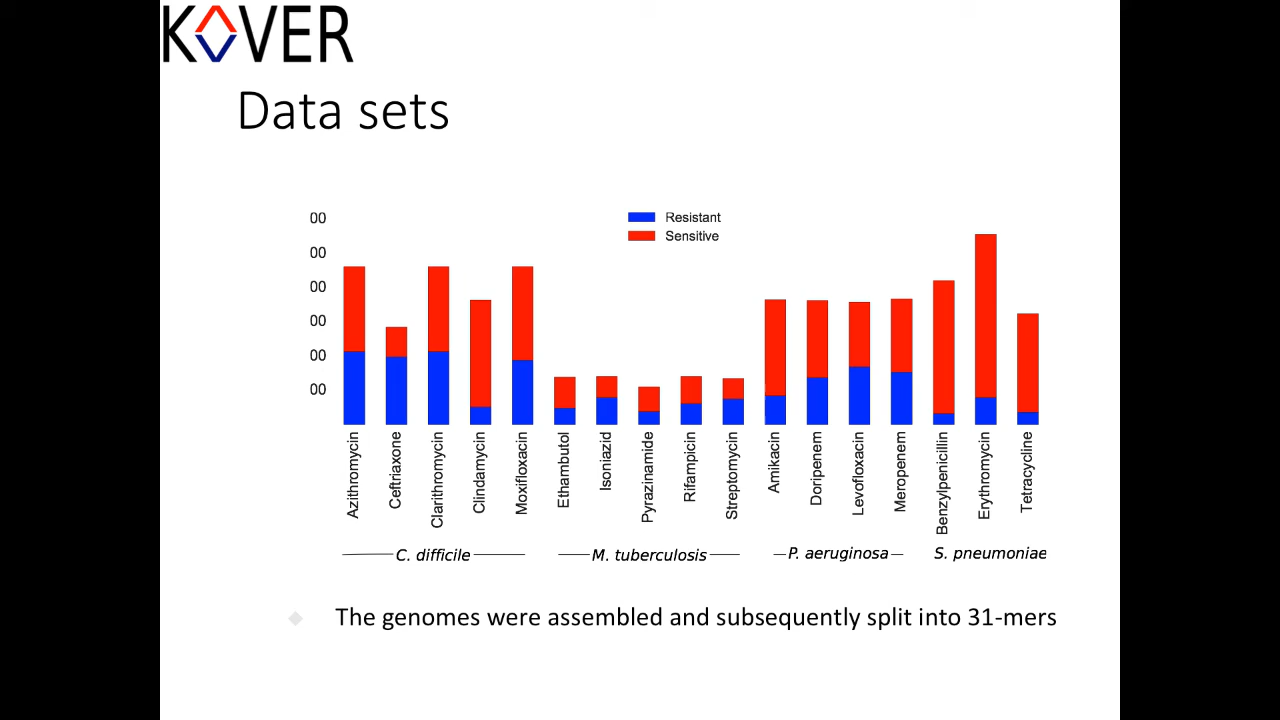 KOVER
Data sets
00
00
00
00
00
00
Resistant
Sensitive
Azithromycin
Ceftriaxone
Clarithromycin
Clindamycin
Moxifloxacin
Ethambutol
Isoniazid
Pyrazinamide
Rifampicin
Streptomycin
Amikacin
Doripenem
Levofloxacin
Meropenem
Benzylpenicillin
Erythromycin
Tetracycline
C. difficile
M. tuberculosis
P. aeruginosa
S. pneumoniae
The genomes were assembled and subsequently split into 31-mers